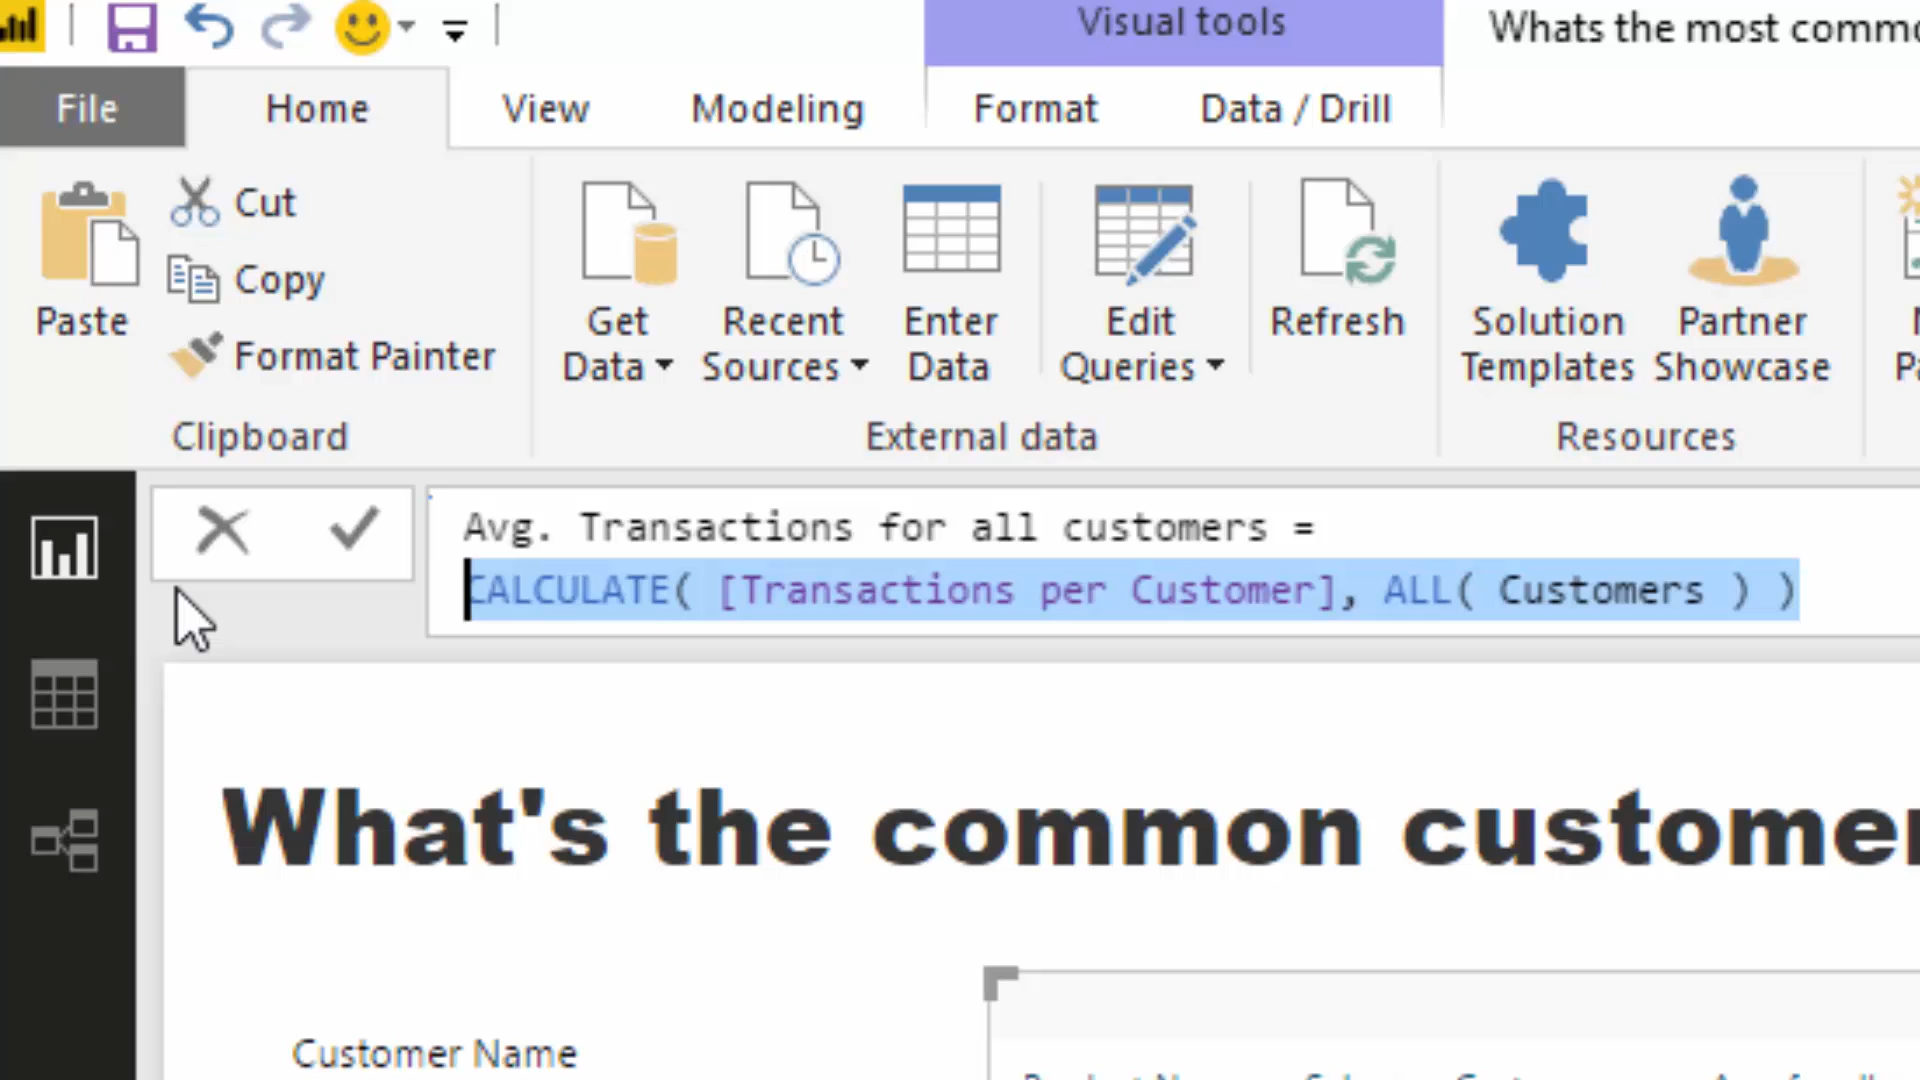 Visual tools
Whats the most
File Home View Modeling Format Data / Drill
Paste
Cut
Copy
Format Painter
Clipboard
Get Data
Recent Sources
Enter Data
Edit Queries
Refresh
External data
Solution Templates
Partner Showcase
Resources
Avg. Transactions for all customers =
CALCULATE( [Transactions per Customer], ALL( Customers ) )
What's the common customer
Customer Name